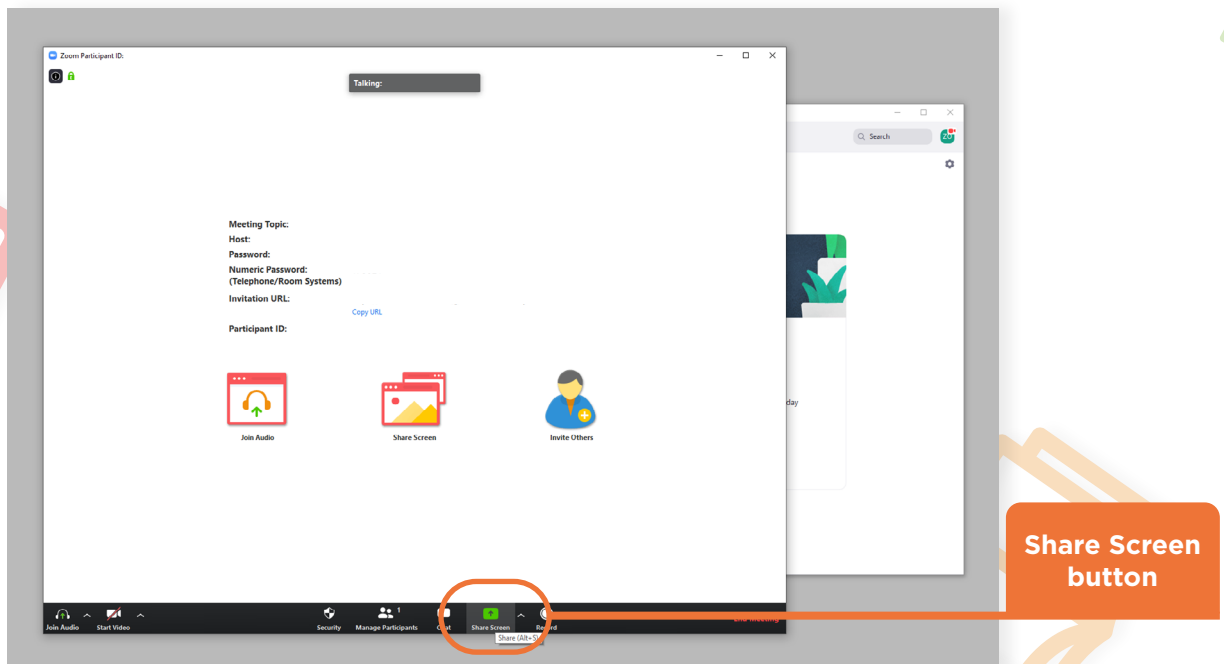 Zoom Participant ID:
Talking:
Search
ZU
Meeting Topic:
Host:
Password:
Numeric Password:
(Telephone/Room Systems)
Invitation URL:
Copy URL
Participant ID:
day
Join Audio
Share Screen
Invite Others
Share Screen
button
Join Audio
Start Video
Security
1
Manage Participants
Chat
Share Screen
Record
End Meeting
Share (Alt+S)